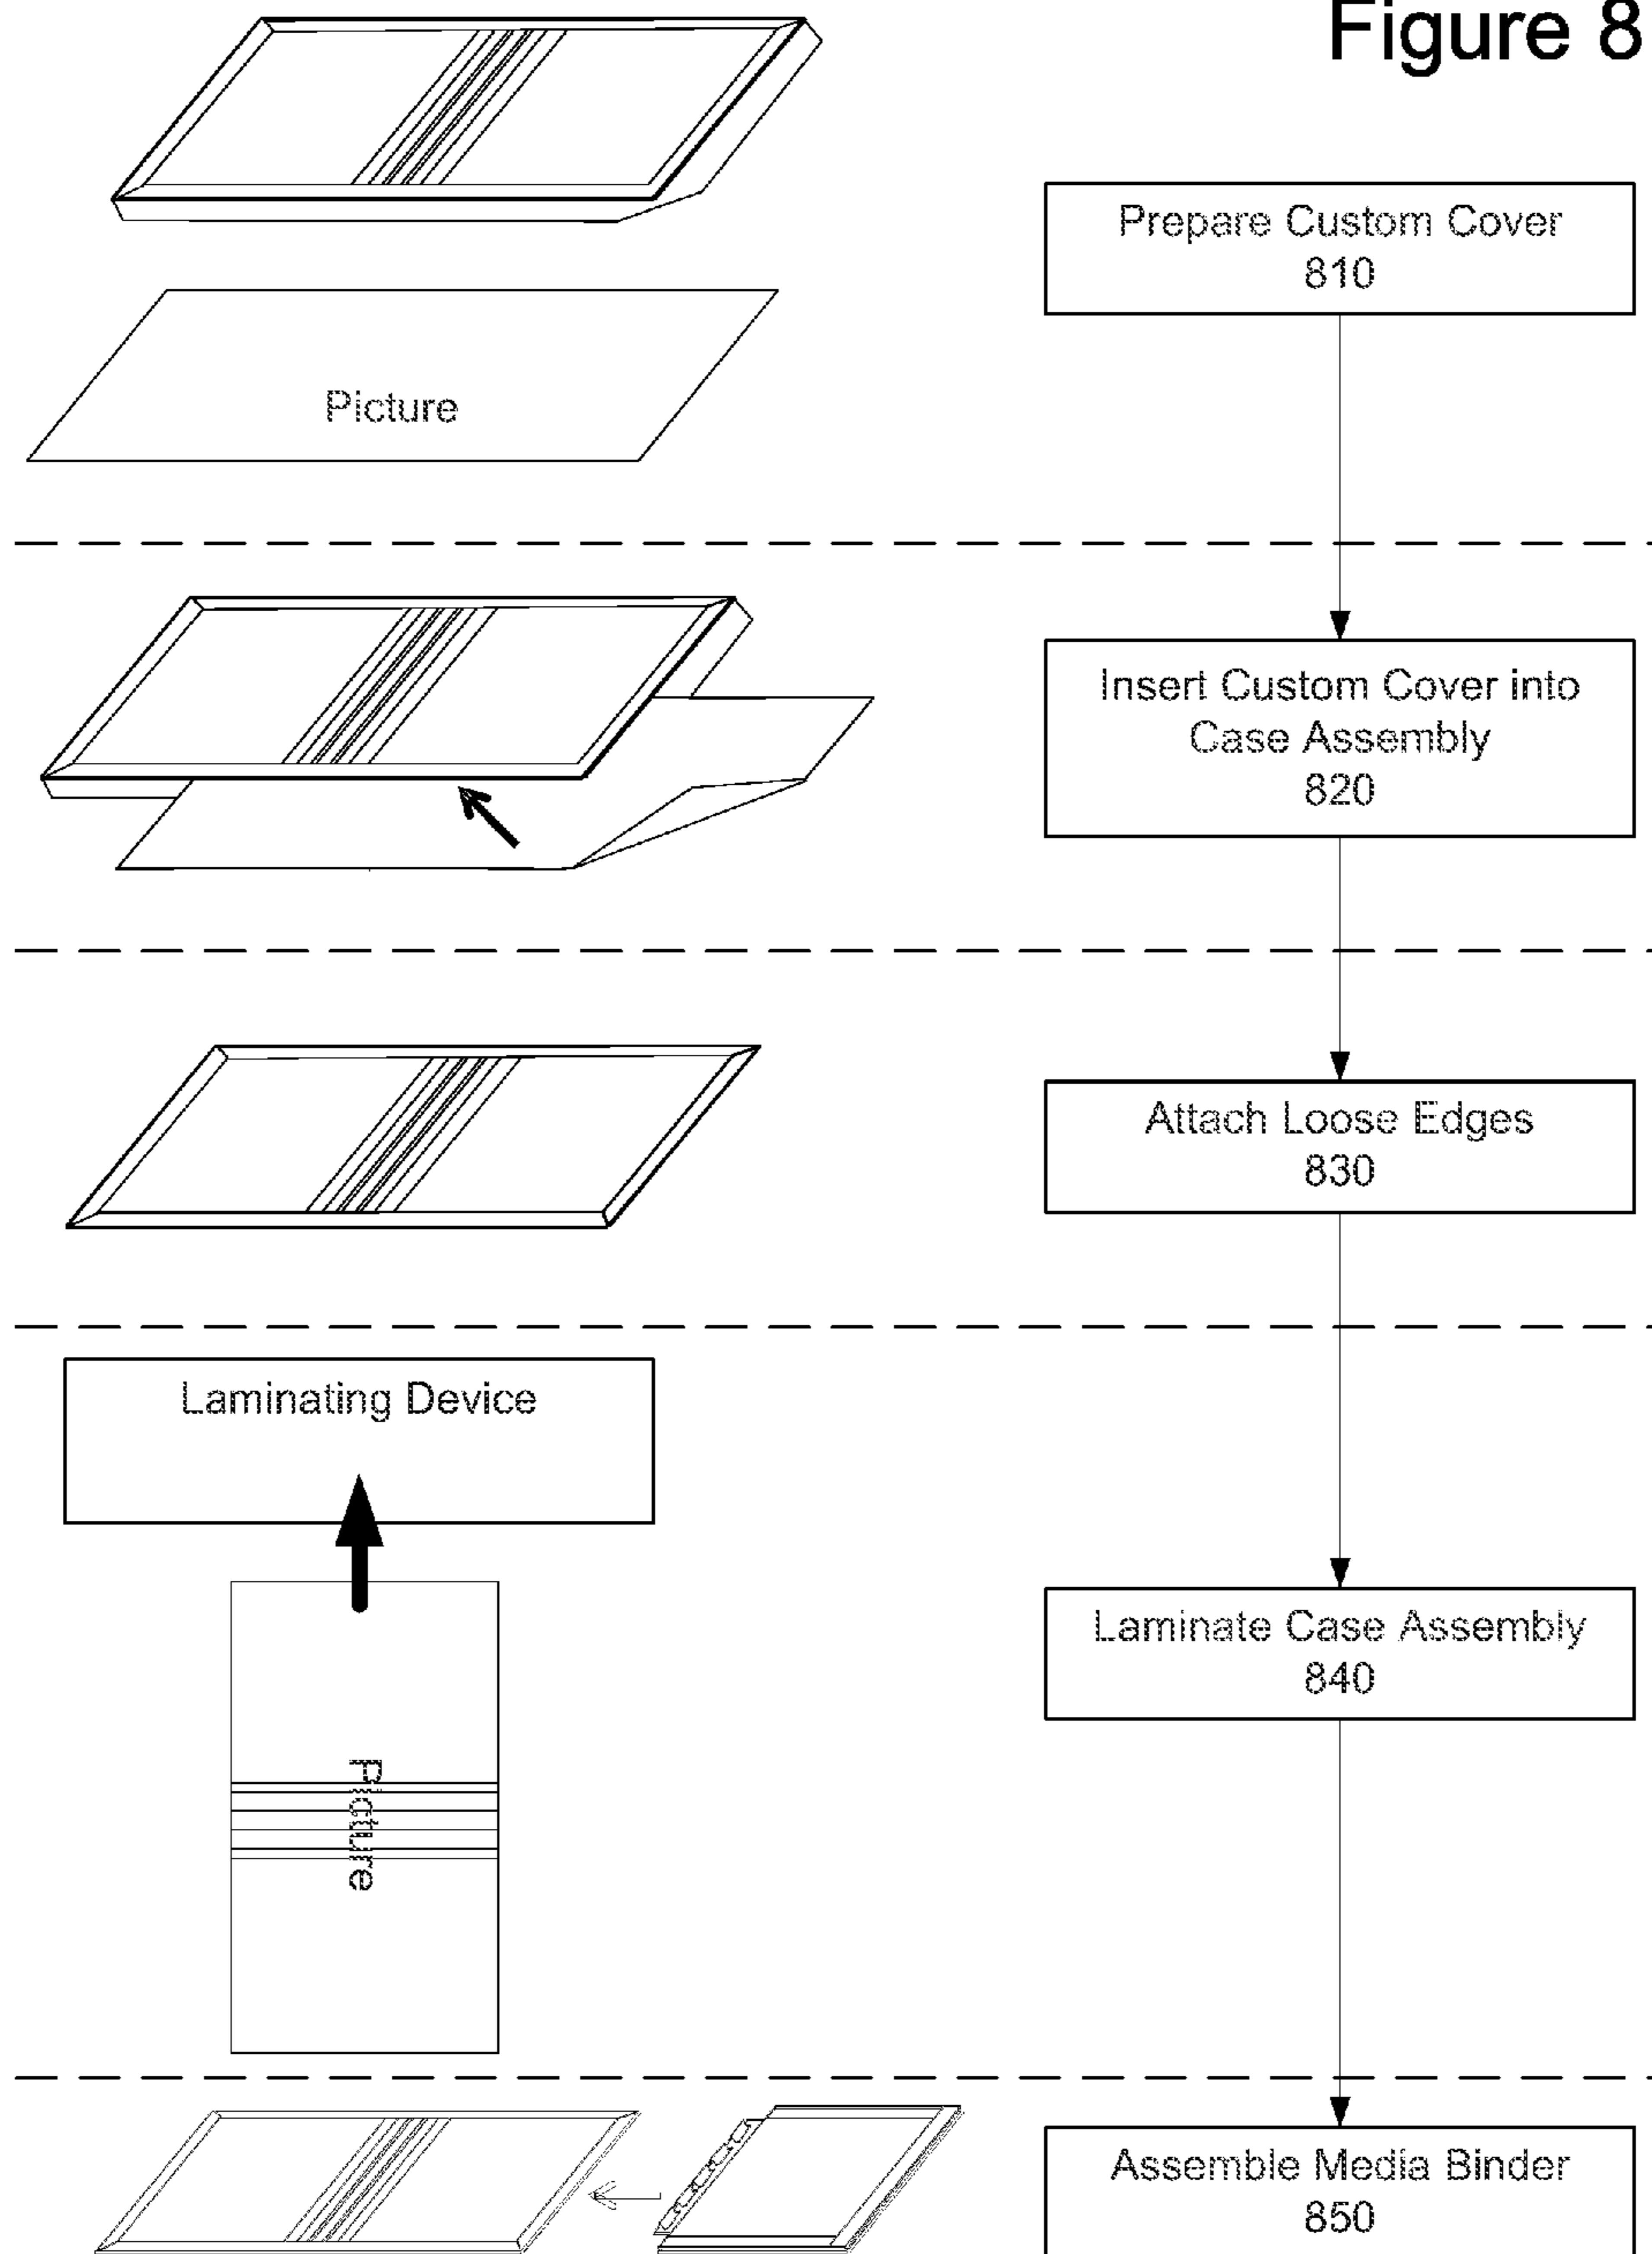 Figure 8
Prepare Custom Cover
810
Picture
Insert Custom Cover into
Case Assembly
820
Attach Loose Edges
830
Laminating Device
Laminate Case Assembly
840
Picture
Assemble Media Binder
850